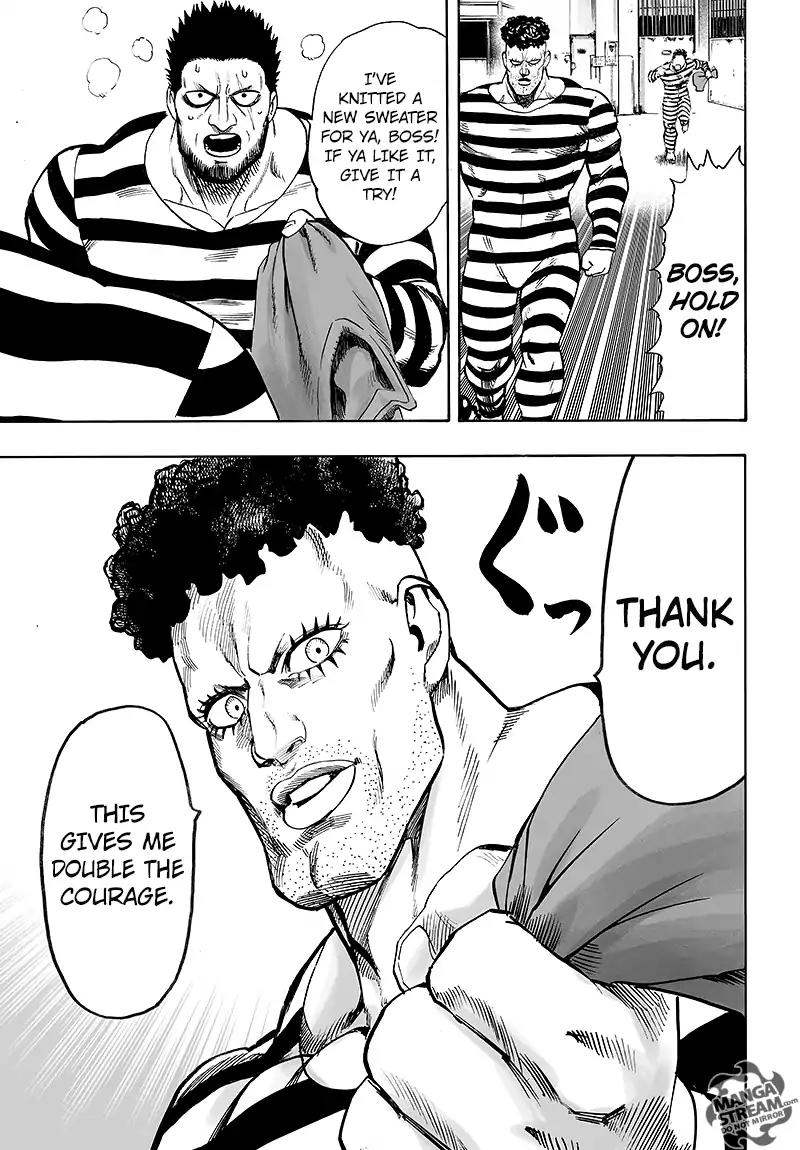 BOSS,
HOLD
ON!
I'VE
KNITTED A
NEW SWEATER
FOR YA, BOSS!
IF YA LIKE IT,
GIVE IT A
TRY!
ぐっ
THANK
YOU.
THIS
GIVES ME
DOUBLE THE
COURAGE.
MANGA
STREAM.com
DO NOT MIRROR